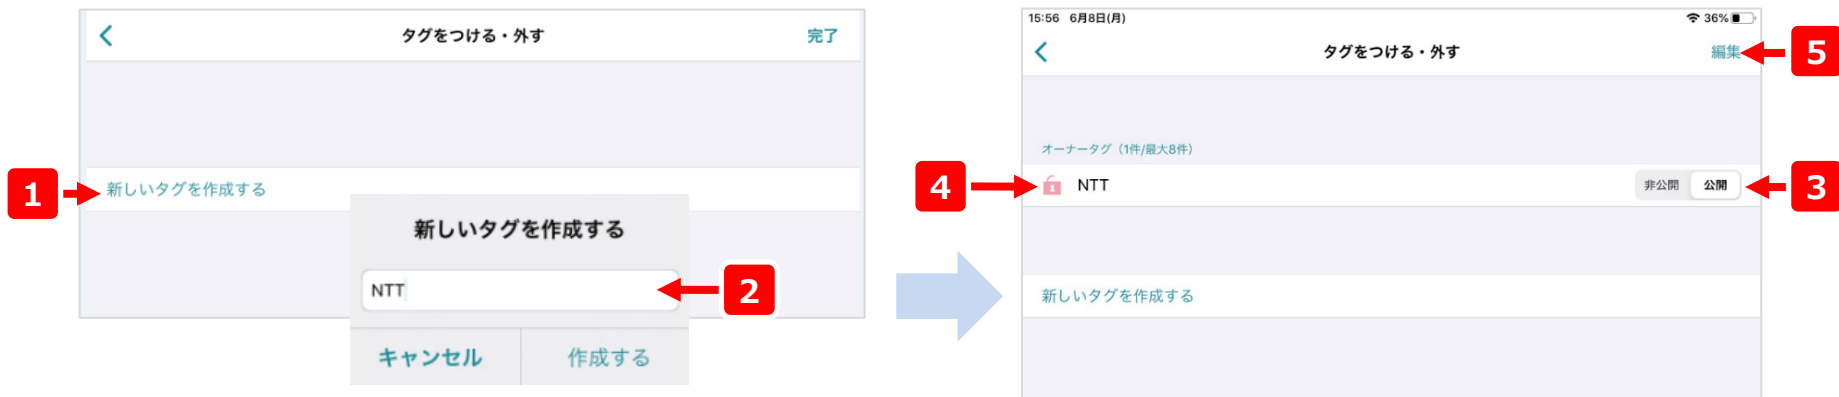 タグをつける・外す
完了
1
新しいタグを作成する
新しいタグを作成する
NTT
2
キャンセル
作成する
15:56 6月8日(月)
36%
タグをつける・外す
編集
5
オーナータグ（1件/最大8件）
4
NTT
非公開
公開
3
新しいタグを作成する